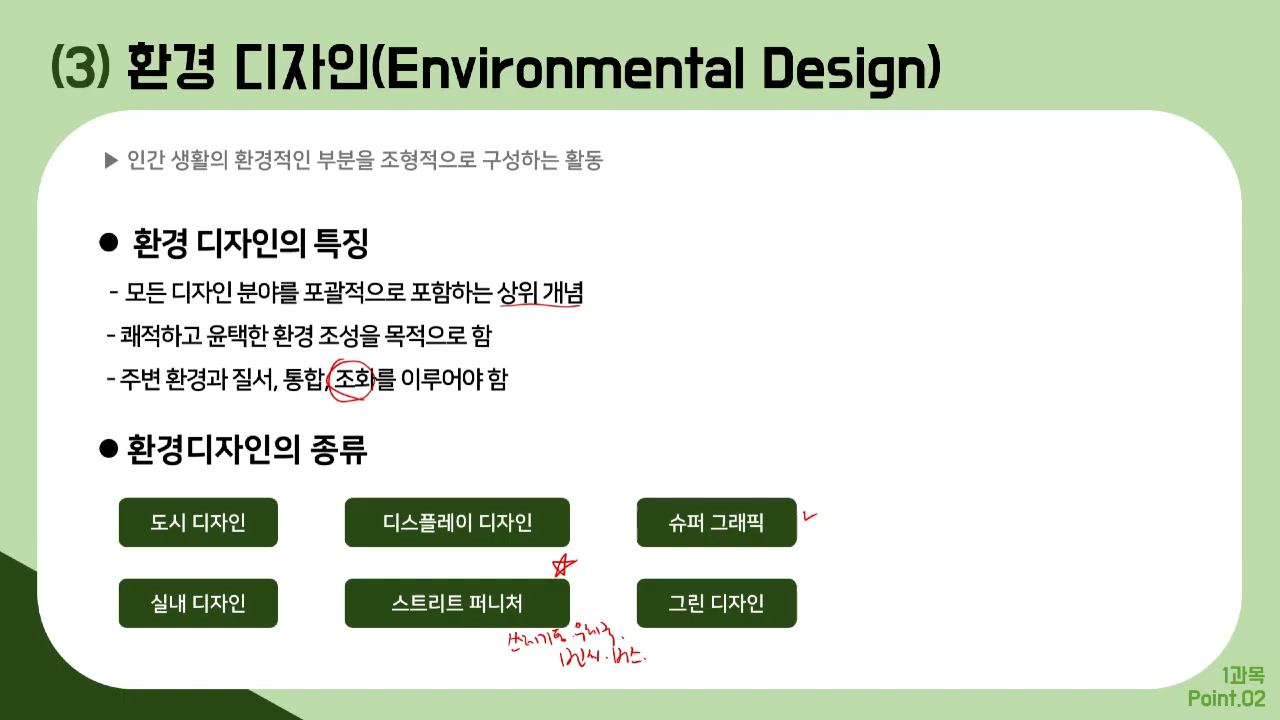 (3) 환경 디자인(Environmental Design)
▶ 인간 생활의 환경적인 부분을 조형적으로 구성하는 활동
● 환경 디자인의 특징
- 모든 디자인 분야를 포괄적으로 포함하는 상위 개념
- 쾌적하고 윤택한 환경 조성을 목적으로 함
- 주변 환경과 질서, 통합, 조화를 이루어야 함
● 환경디자인의 종류
도시 디자인 디스플레이 디자인 슈퍼 그래픽
실내 디자인 스트리트 퍼니처 그린 디자인
쓰레기통
1과목
Point.02